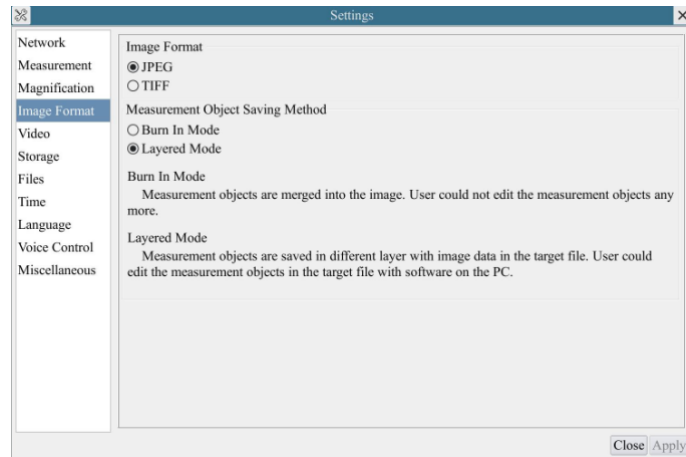 Settings
Network
Measurement
Magnification
Image Format
Video
Storage
Files
Time
Language
Voice Control
Miscellaneous
Image Format
JPEG
TIFF
Measurement Object Saving Method
Burn In Mode
Layered Mode
Burn In Mode
Measurement objects are merged into the image. User could not edit the measurement objects any
more.
Layered Mode
Measurement objects are saved in different layer with image data in the target file. User could
edit the measurement objects in the target file with software on the PC.
Close Apply